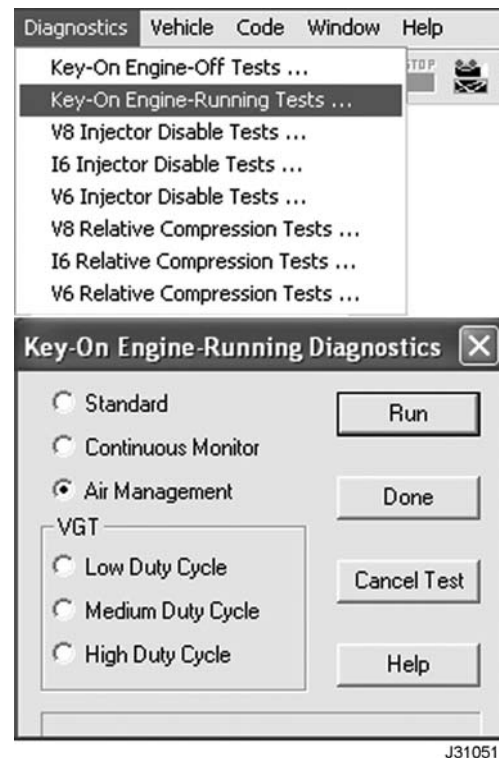 Diagnostics Vehicle Code Window Help
STOP
Key-On Engine-Off Tests ...
Key-On Engine-Running Tests ...
V8 Injector Disable Tests ...
I6 Injector Disable Tests ...
V6 Injector Disable Tests ...
V8 Relative Compression Tests ...
I6 Relative Compression Tests ...
V6 Relative Compression Tests ...
Key-On Engine-Running Diagnostics
Standard
Run
Continuous Monitor
Air Management
Done
VGT
Low Duty Cycle
Cancel Test
Medium Duty Cycle
High Duty Cycle
Help
J31051